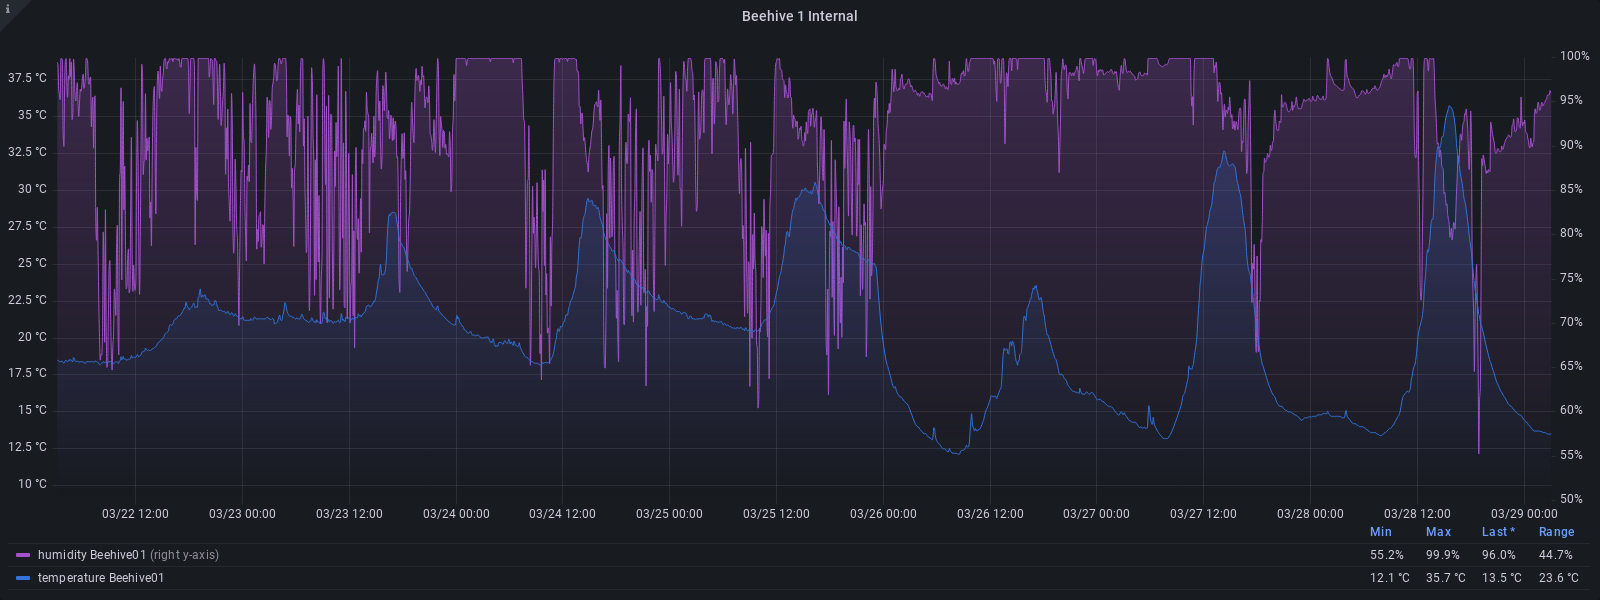 i
Beehive 1 Internal
37.5 °C
35 °C
32.5 °C
30 °C
27.5 °C
25 °C
22.5 °C
20 °C
17.5 °C
15 °C
12.5 °C
10 °C
100%
95%
90%
85%
80%
75%
70%
65%
60%
55%
50%
03/22 12:00 03/23 00:00 03/23 12:00 03/24 00:00 03/24 12:00 03/25 00:00 03/25 12:00 03/26 00:00 03/26 12:00 03/27 00:00 03/27 12:00 03/28 00:00 03/28 12:00 03/29 00:00
Min Max Last * Range
humidity Beehive01 (right y-axis) 55.2% 99.9% 96.0% 44.7%
temperature Beehive01 12.1 °C 35.7 °C 13.5 °C 23.6 °C